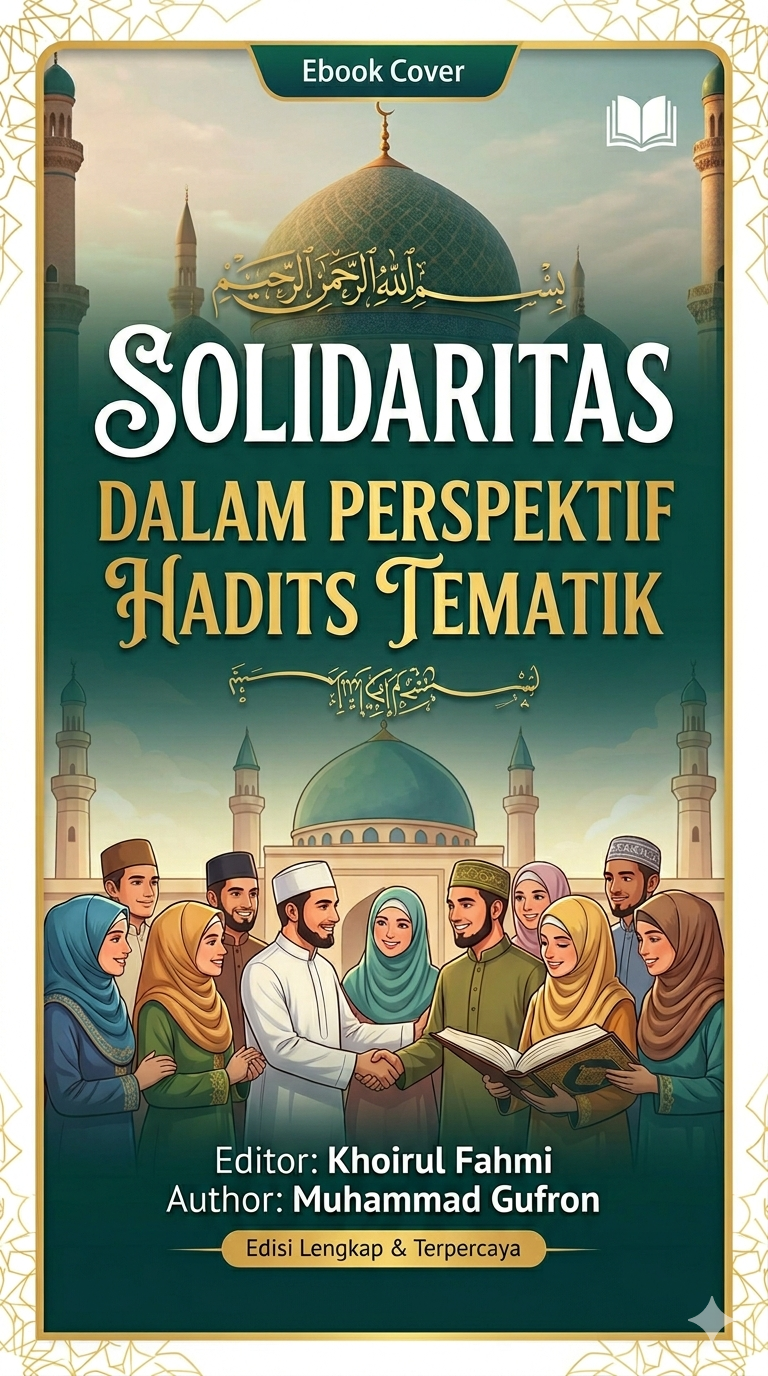 Ebook Cover
بِسْمِ اللّٰهِ الرَّحْمٰنِ الرَّحِيْمِ
SOLIDARITAS
DALAM PERSPEKTIF
HADITS TEMATIK
Editor: Khoirul Fahmi
Author: Muhammad Gufron
Edisi Lengkap & Terpercaya